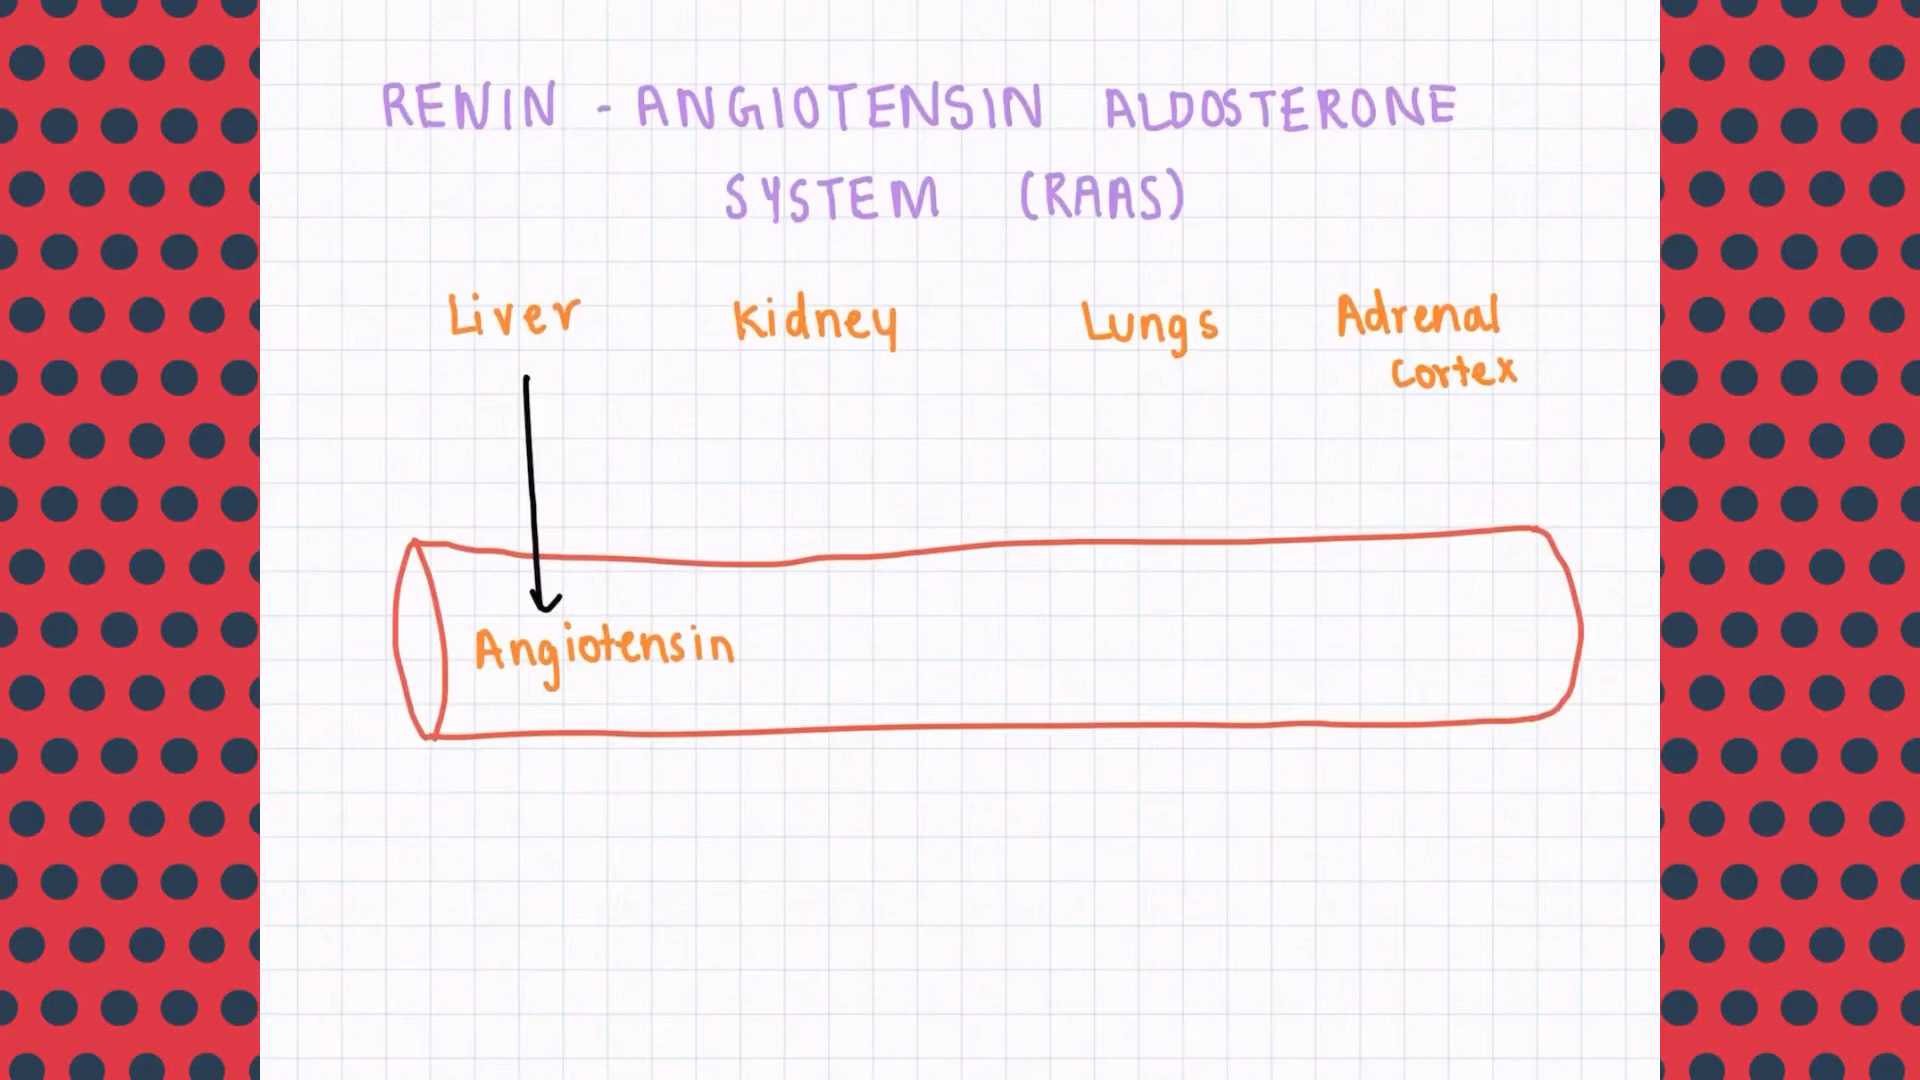 RENIN - ANGIOTENSIN ALDOSTERONE
SYSTEM (RAAS)
Liver Kidney Lungs Adrenal
Cortex
Angiotensin